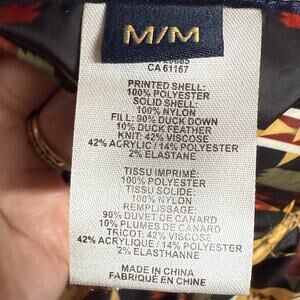 M/M
CA 61167
PRINTED SHELL:
100% POLYESTER
SOLID SHELL:
100% NYLON
FILL: 90% DUCK DOWN
10% DUCK FEATHER
KNIT: 42% VISCOSE
42% ACRYLIC / 14% POLYESTER
2% ELASTANE
TISSU IMPRIMÉ:
100% POLYESTER
TISSU SOLIDE:
100% NYLON
REMPLISSAGE:
90% DUVET DE CANARD
10% PLUMES DE CANARD
TRICOT: 42% VISCOSE
42% ACRYLIQUE / 14% POLYESTER
2% ELASTHANNE
MADE IN CHINA
FABRIQUÉ EN CHINE